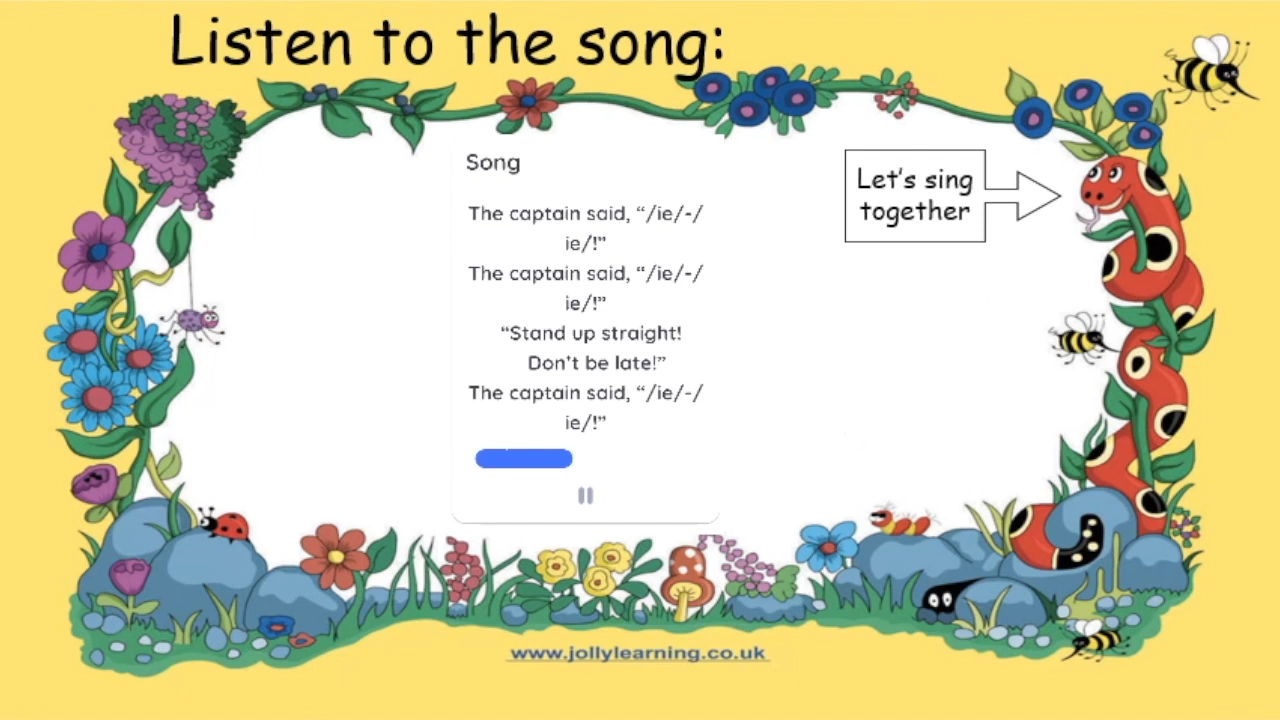 Listen to the song:
Song
The captain said, “/ie/-/
ie/!”
The captain said, “/ie/-/
ie/!”
“Stand up straight!
Don't be late!”
The captain said, “/ie/-/
ie/!”
Let's sing
together
www.jollylearning.co.uk